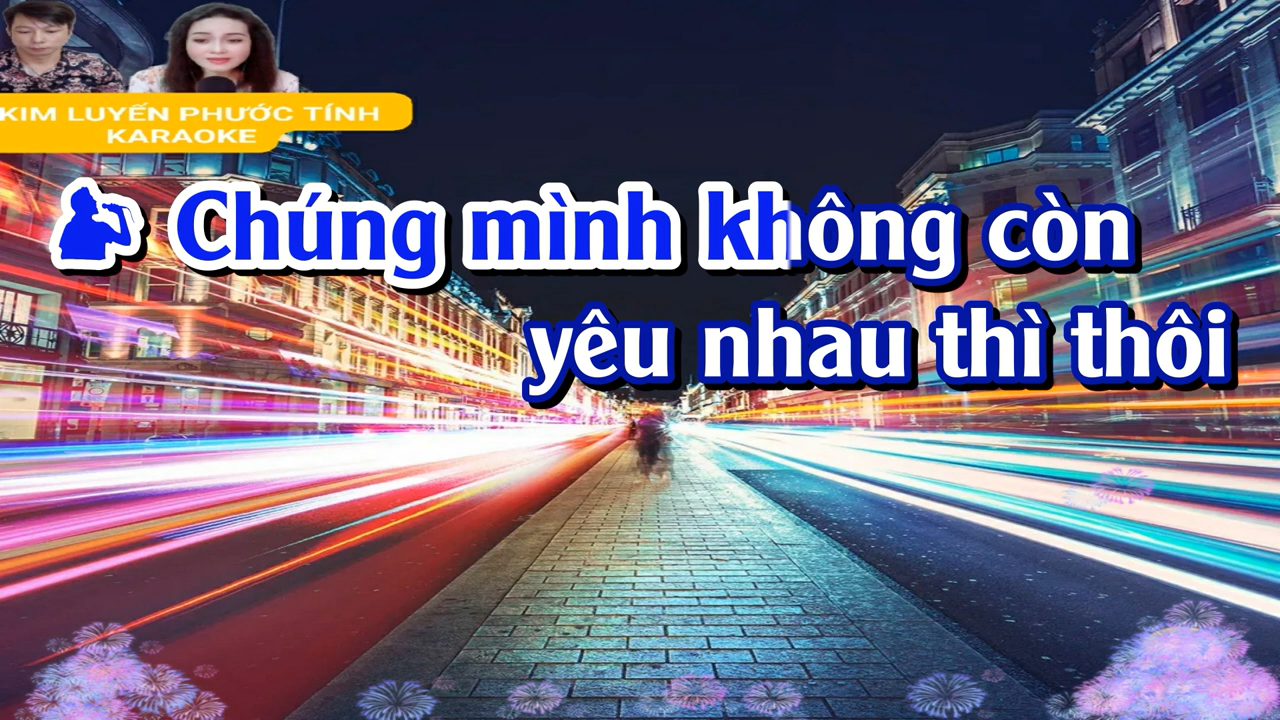 KIM LUYẾN PHƯỚC TÍNH
KARAOKE
Chúng mình không còn
yêu nhau thì thôi